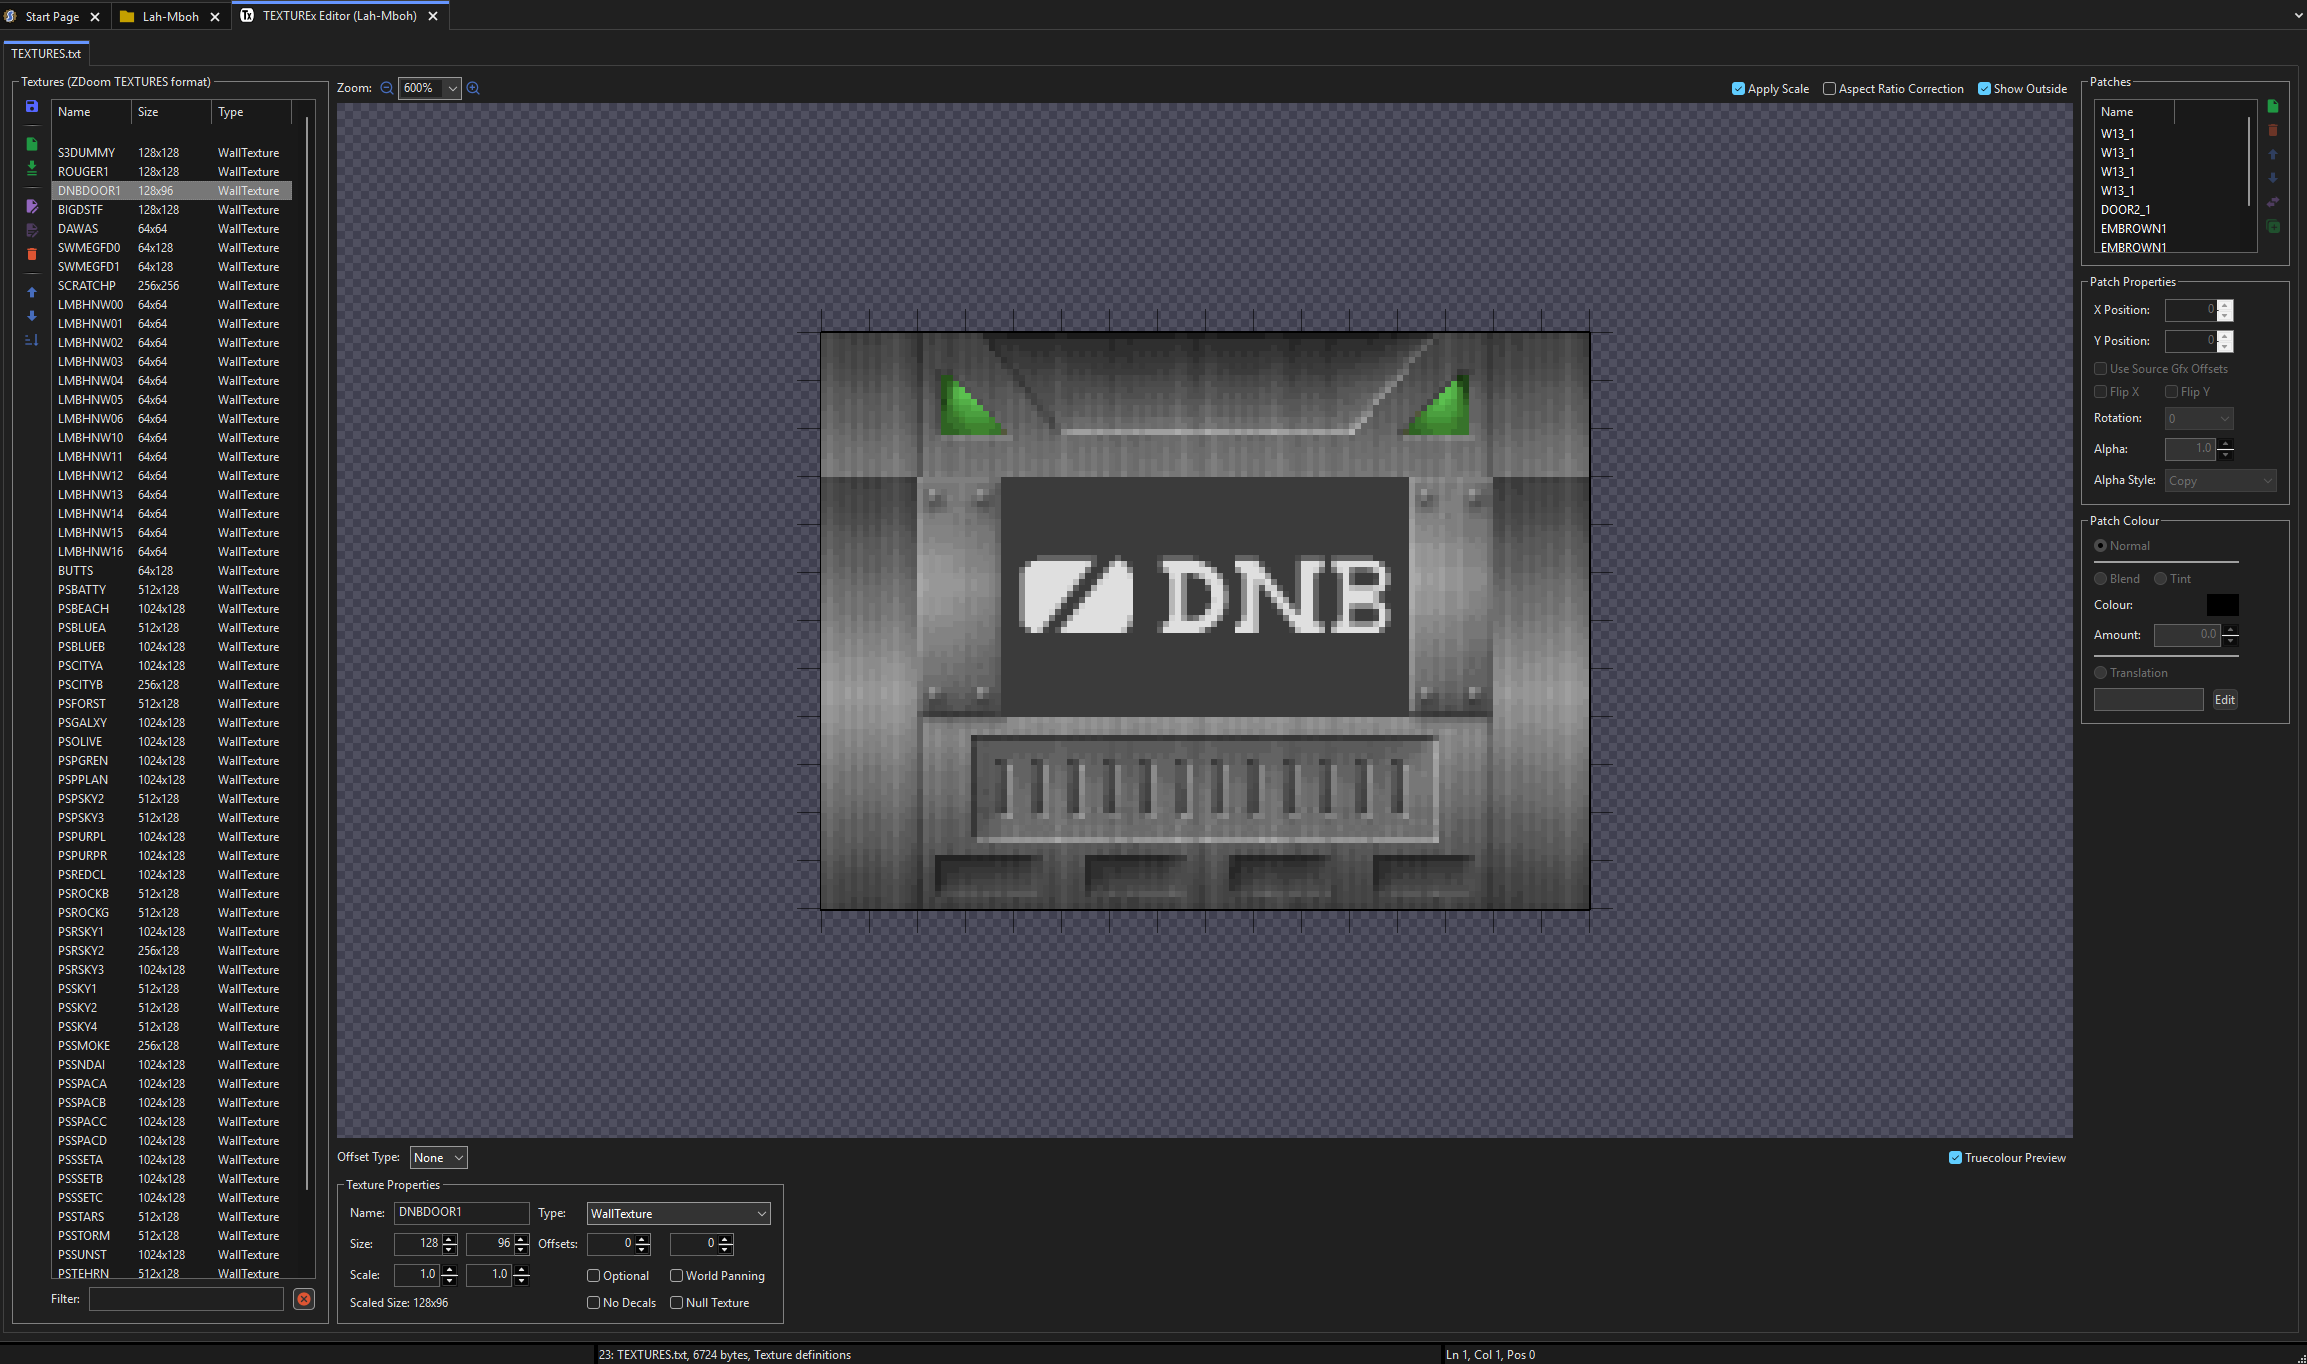 Start Page
Lah-Mboh
TEXTUREx Editor (Lah-Mboh)
TEXTURES.txt
Textures (ZDoom TEXTURES format)
Name Size Type
S3DUMMY 128x128 WallTexture
ROUGER1 128x128 WallTexture
DNBDOOR1 128x96 WallTexture
BIGDSTF 128x128 WallTexture
DAWAS 64x64 WallTexture
SWMEGFD0 64x128 WallTexture
SWMEGFD1 64x128 WallTexture
SCRATCHP 256x256 WallTexture
LMBHNW00 64x64 WallTexture
LMBHNW01 64x64 WallTexture
LMBHNW02 64x64 WallTexture
LMBHNW03 64x64 WallTexture
LMBHNW04 64x64 WallTexture
LMBHNW05 64x64 WallTexture
LMBHNW06 64x64 WallTexture
LMBHNW10 64x64 WallTexture
LMBHNW11 64x64 WallTexture
LMBHNW12 64x64 WallTexture
LMBHNW13 64x64 WallTexture
LMBHNW14 64x64 WallTexture
LMBHNW15 64x64 WallTexture
LMBHNW16 64x64 WallTexture
BUTTS 64x128 WallTexture
PSBATTY 512x128 WallTexture
PSBEACH 1024x128 WallTexture
PSBLUEA 512x128 WallTexture
PSBLUEB 1024x128 WallTexture
PSCITYA 1024x128 WallTexture
PSCITYB 256x128 WallTexture
PSFORST 512x128 WallTexture
PSGALXY 1024x128 WallTexture
PSOLIVE 1024x128 WallTexture
PSPGREN 1024x128 WallTexture
PSPPLAN 1024x128 WallTexture
PSPSKY2 512x128 WallTexture
PSPSKY3 512x128 WallTexture
PSPURPL 1024x128 WallTexture
PSPURPR 1024x128 WallTexture
PSREDCL 1024x128 WallTexture
PSROCKB 512x128 WallTexture
PSROCKG 512x128 WallTexture
PSRSKY1 1024x128 WallTexture
PSRSKY2 256x128 WallTexture
PSRSKY3 1024x128 WallTexture
PSSKY1 512x128 WallTexture
PSSKY2 512x128 WallTexture
PSSKY4 512x128 WallTexture
PSSMOKE 256x128 WallTexture
PSSNDAI 1024x128 WallTexture
PSSPACA 1024x128 WallTexture
PSSPACB 1024x128 WallTexture
PSSPACC 1024x128 WallTexture
PSSPACD 1024x128 WallTexture
PSSSETA 1024x128 WallTexture
PSSSETB 1024x128 WallTexture
PSSSETC 1024x128 WallTexture
PSSTARS 512x128 WallTexture
PSSTORM 512x128 WallTexture
PSSUNST 1024x128 WallTexture
PSTEHRN 512x128 WallTexture
Filter:
Zoom: 600%
Apply Scale
Aspect Ratio Correction
Show Outside
DNB
Offset Type: None
Truecolour Preview
Texture Properties
Name: DNBDOOR1 Type: WallTexture
Size: 128 96 Offsets: 0 0
Scale: 1.0 1.0 Optional World Panning
Scaled Size: 128x96 No Decals Null Texture
Patches
Name
W13_1
W13_1
W13_1
W13_1
DOOR2_1
EMBROWN1
EMBROWN1
Patch Properties
X Position: 0
Y Position: 0
Use Source Gfx Offsets
Flip X Flip Y
Rotation: 0
Alpha: 1.0
Alpha Style: Copy
Patch Colour
Normal
Blend Tint
Colour:
Amount: 0.0
Translation
Edit
23: TEXTURES.txt, 6724 bytes, Texture definitions
Ln 1, Col 1, Pos 0